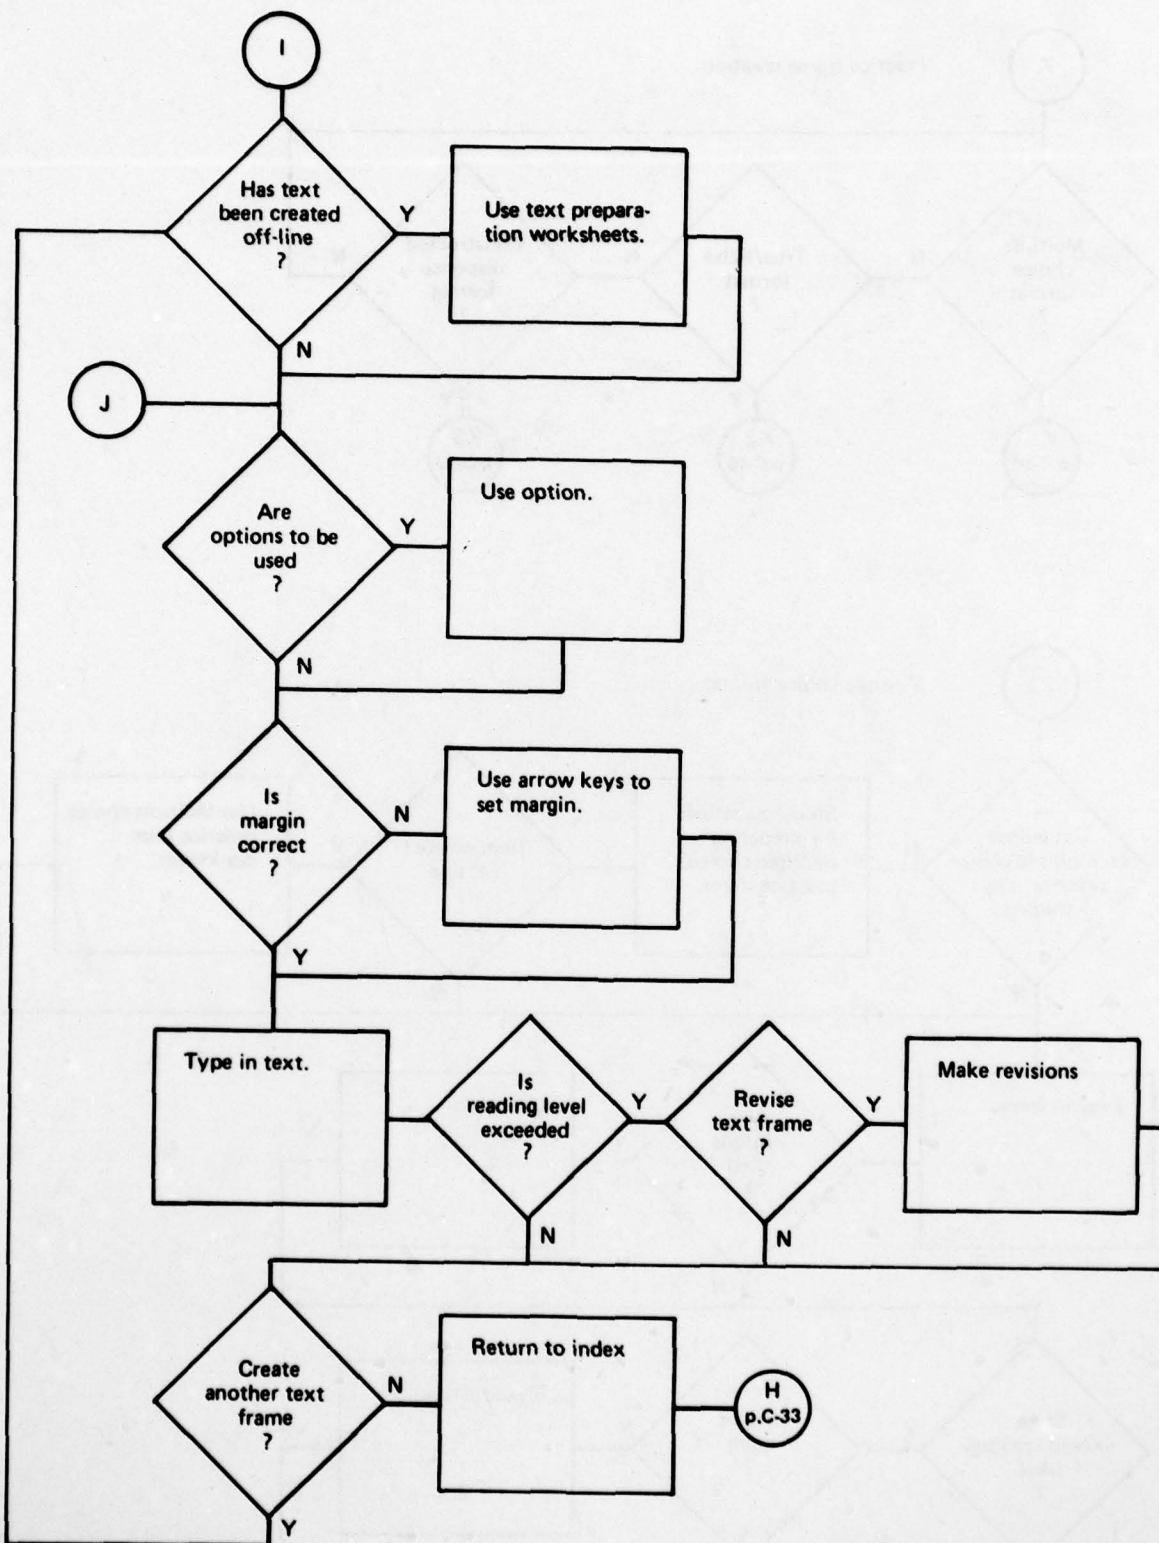 I
Has text
been created
off-line
?
Y
Use text prepara-
tion worksheets.
N
J
Are
options to be
used
?
Y
Use option.
N
Is
margin
correct
?
N
Use arrow keys to
set margin.
Y
Type in text.
Is
reading level
exceeded
?
Y
Revise
text frame
?
Y
Make revisions
N
N
Create
another text
frame
?
N
Return to index
H
p.C-33
Y